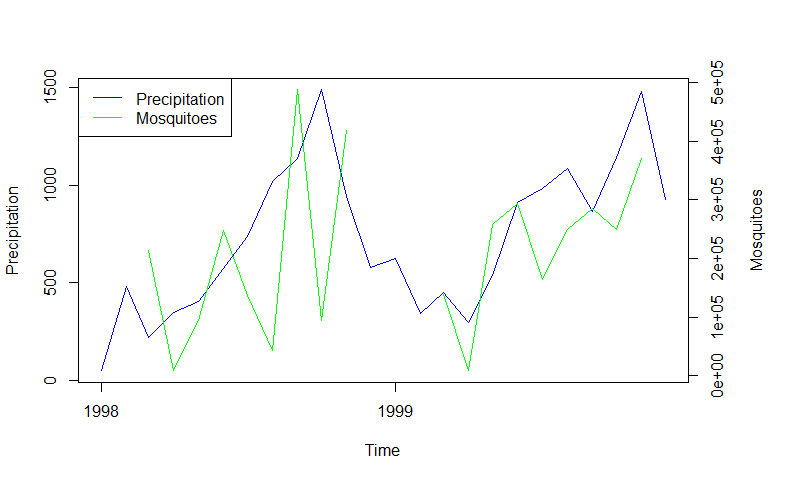 Precipitation
Mosquitoes
Precipitation
0
500
1000
1500
Mosquitoes
0e+00
1e+05
2e+05
3e+05
4e+05
5e+05
1998
1999
Time